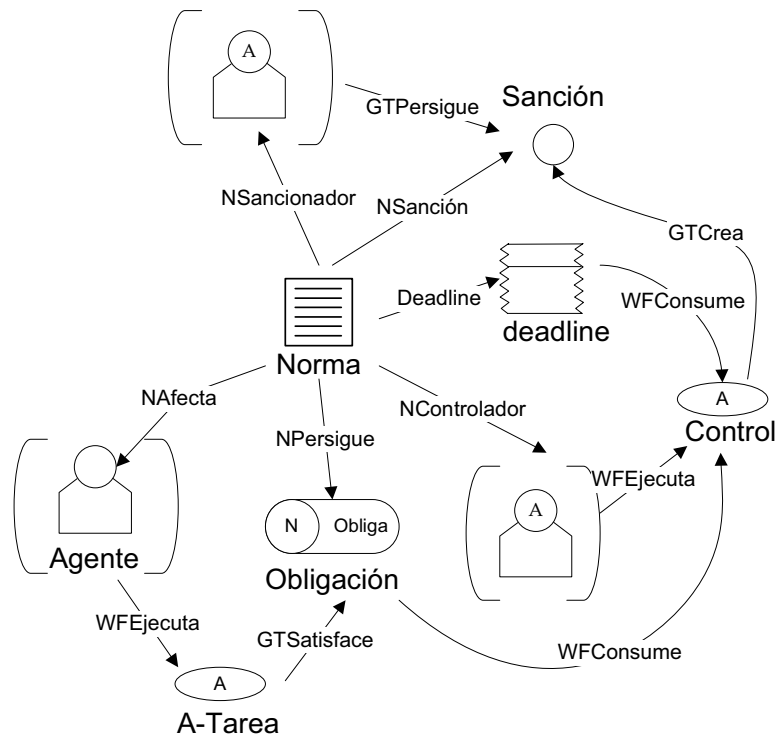 A
GTPersigue
Sanción
NSancionador
NSanción
GTCrea
Deadline
WFConsume
deadline
Norma
NAfecta
NControlador
A
Control
NPersigue
WFEjecuta
A
N Obliga
Agente
Obligación
WFEjecuta
GTSatisface
WFConsume
A
A-Tarea